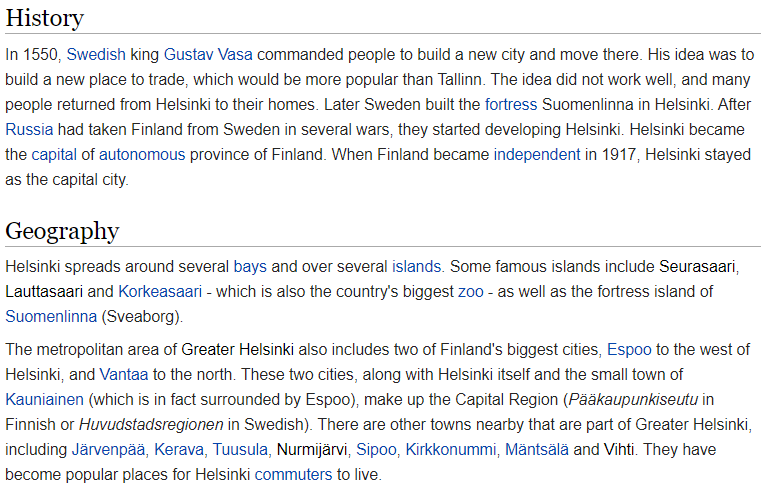 History
In 1550, Swedish king Gustav Vasa commanded people to build a new city and move there. His idea was to
build a new place to trade, which would be more popular than Tallinn. The idea did not work well, and many
people returned from Helsinki to their homes. Later Sweden built the fortress Suomenlinna in Helsinki. After
Russia had taken Finland from Sweden in several wars, they started developing Helsinki. Helsinki became
the capital of autonomous province of Finland. When Finland became independent in 1917, Helsinki stayed
as the capital city.
Geography
Helsinki spreads around several bays and over several islands. Some famous islands include Seurasaari,
Lauttasaari and Korkeasaari - which is also the country's biggest zoo - as well as the fortress island of
Suomenlinna (Sveaborg).
The metropolitan area of Greater Helsinki also includes two of Finland's biggest cities, Espoo to the west of
Helsinki, and Vantaa to the north. These two cities, along with Helsinki itself and the small town of
Kauniainen (which is in fact surrounded by Espoo), make up the Capital Region (Pääkaupunkiseutu in
Finnish or Huvudstadsregionen in Swedish). There are other towns nearby that are part of Greater Helsinki,
including Järvenpää, Kerava, Tuusula, Nurmijärvi, Sipoo, Kirkkonummi, Mäntsälä and Vihti. They have
become popular places for Helsinki commuters to live.